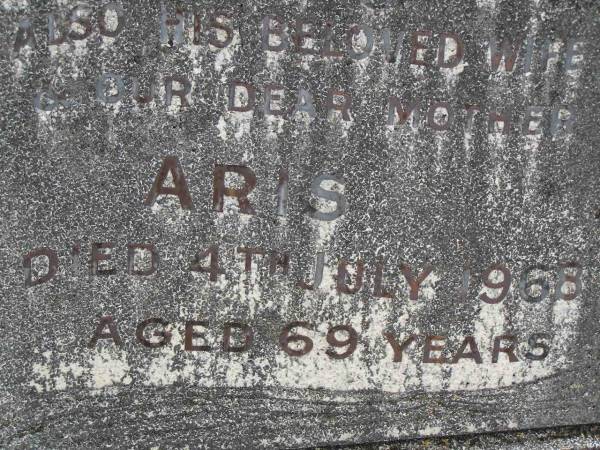 ALSO HIS BELOVED WIFE
& OUR DEAR MOTHER
ARIS
DIED 4TH JULY 1968
AGED 69 YEARS